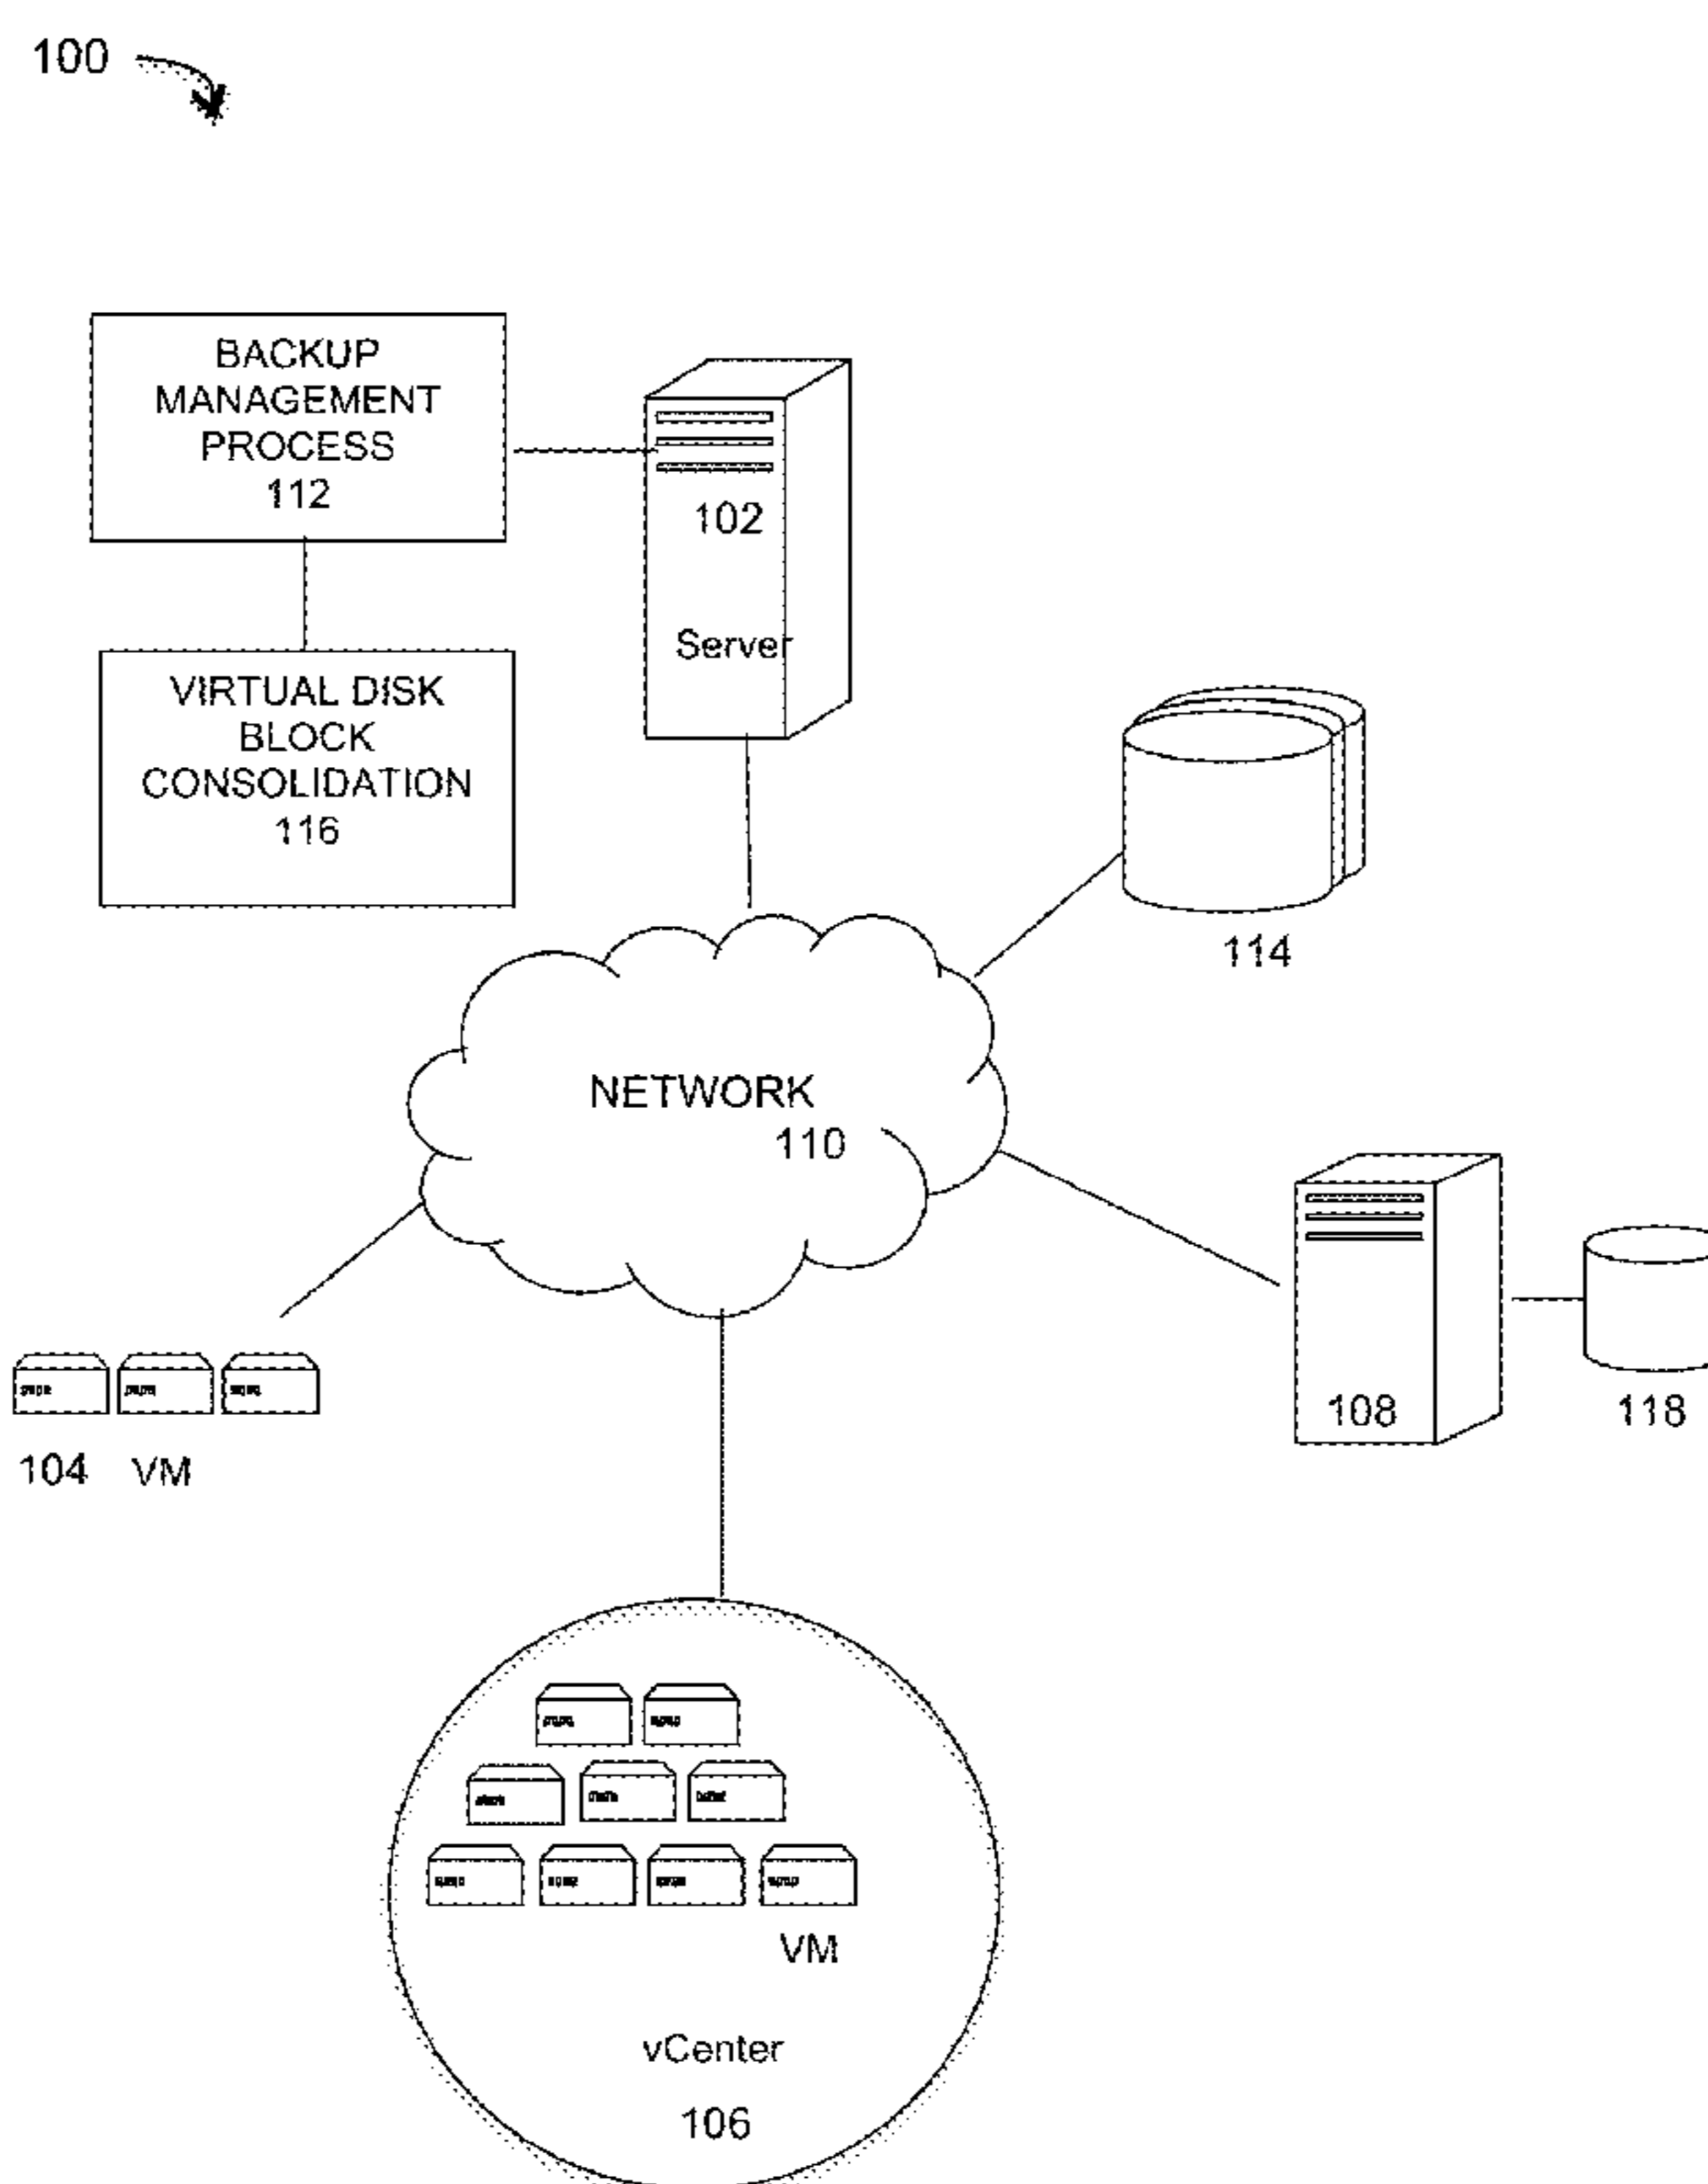 100
BACKUP
MANAGEMENT
PROCESS
112
102
Server
VIRTUAL DISK
BLOCK
CONSOLIDATION
116
114
NETWORK
110
108
118
104 VM
VM
vCenter
106